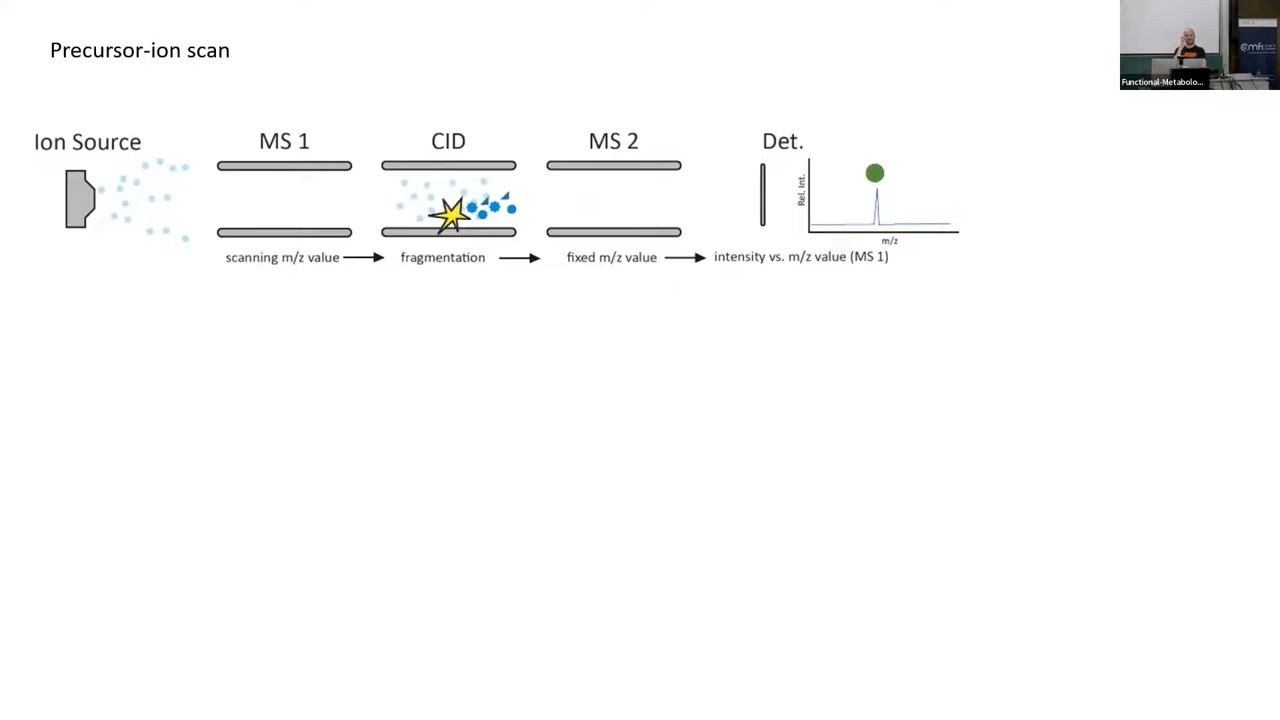 Precursor-ion scan
Functional-Metabolo...
mfi
Ion Source
MS 1
CID
MS 2
Det.
Rel. Int.
m/z
scanning m/z value
fragmentation
fixed m/z value
intensity vs. m/z value (MS 1)